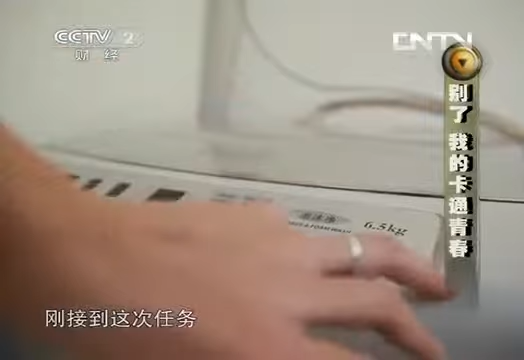 CCTV 2
财 经
CNTV
别了 我的卡通青春
6.5kg
刚接到这次任务